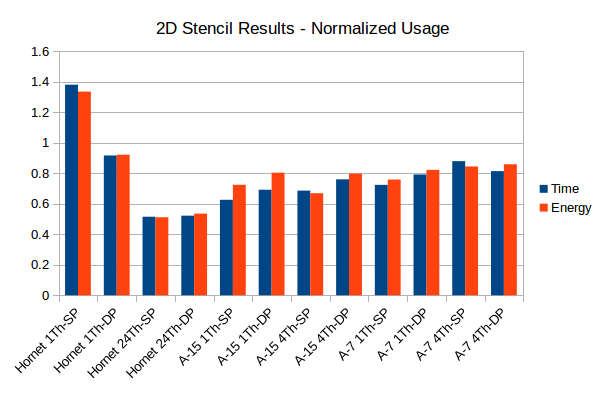 2D Stencil Results - Normalized Usage
1.6
1.4
1.2
1
0.8
0.6
0.4
0.2
0
Time
Energy
Hornet 1Th-SP
Hornet 1Th-DP
Hornet 24Th-SP
Hornet 24Th-DP
A-15 1Th-SP
A-15 1Th-DP
A-15 4Th-SP
A-15 4Th-DP
A-7 1Th-SP
A-7 1Th-DP
A-7 4Th-SP
A-7 4Th-DP